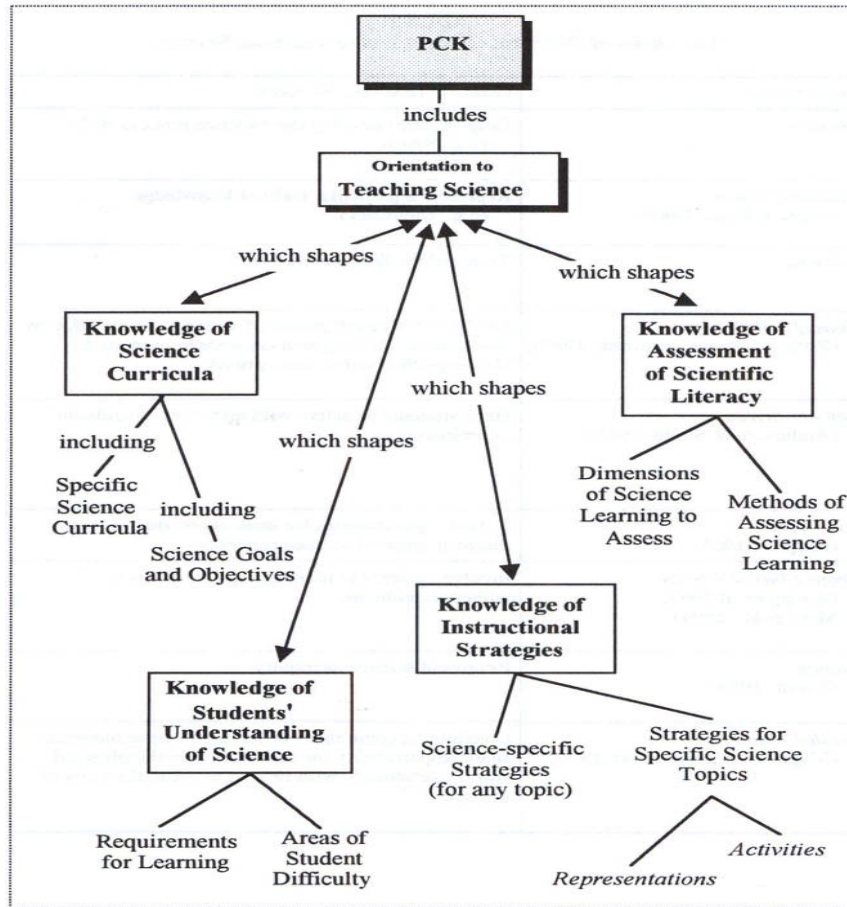 PCK
includes
Orientation to
Teaching Science
which shapes
which shapes
Knowledge of
Science
Curricula
Knowledge of
Assessment
of Scientific
Literacy
which shapes
which shapes
including
Specific
Science
Curricula
including
Science Goals
and Objectives
Dimensions
of Science
Learning to
Assess
Methods of
Assessing
Science
Learning
Knowledge of
Instructional
Strategies
Knowledge of
Students'
Understanding
of Science
Science-specific
Strategies
(for any topic)
Strategies for
Specific Science
Topics
Requirements
for Learning
Areas of
Student
Difficulty
Activities
Representations